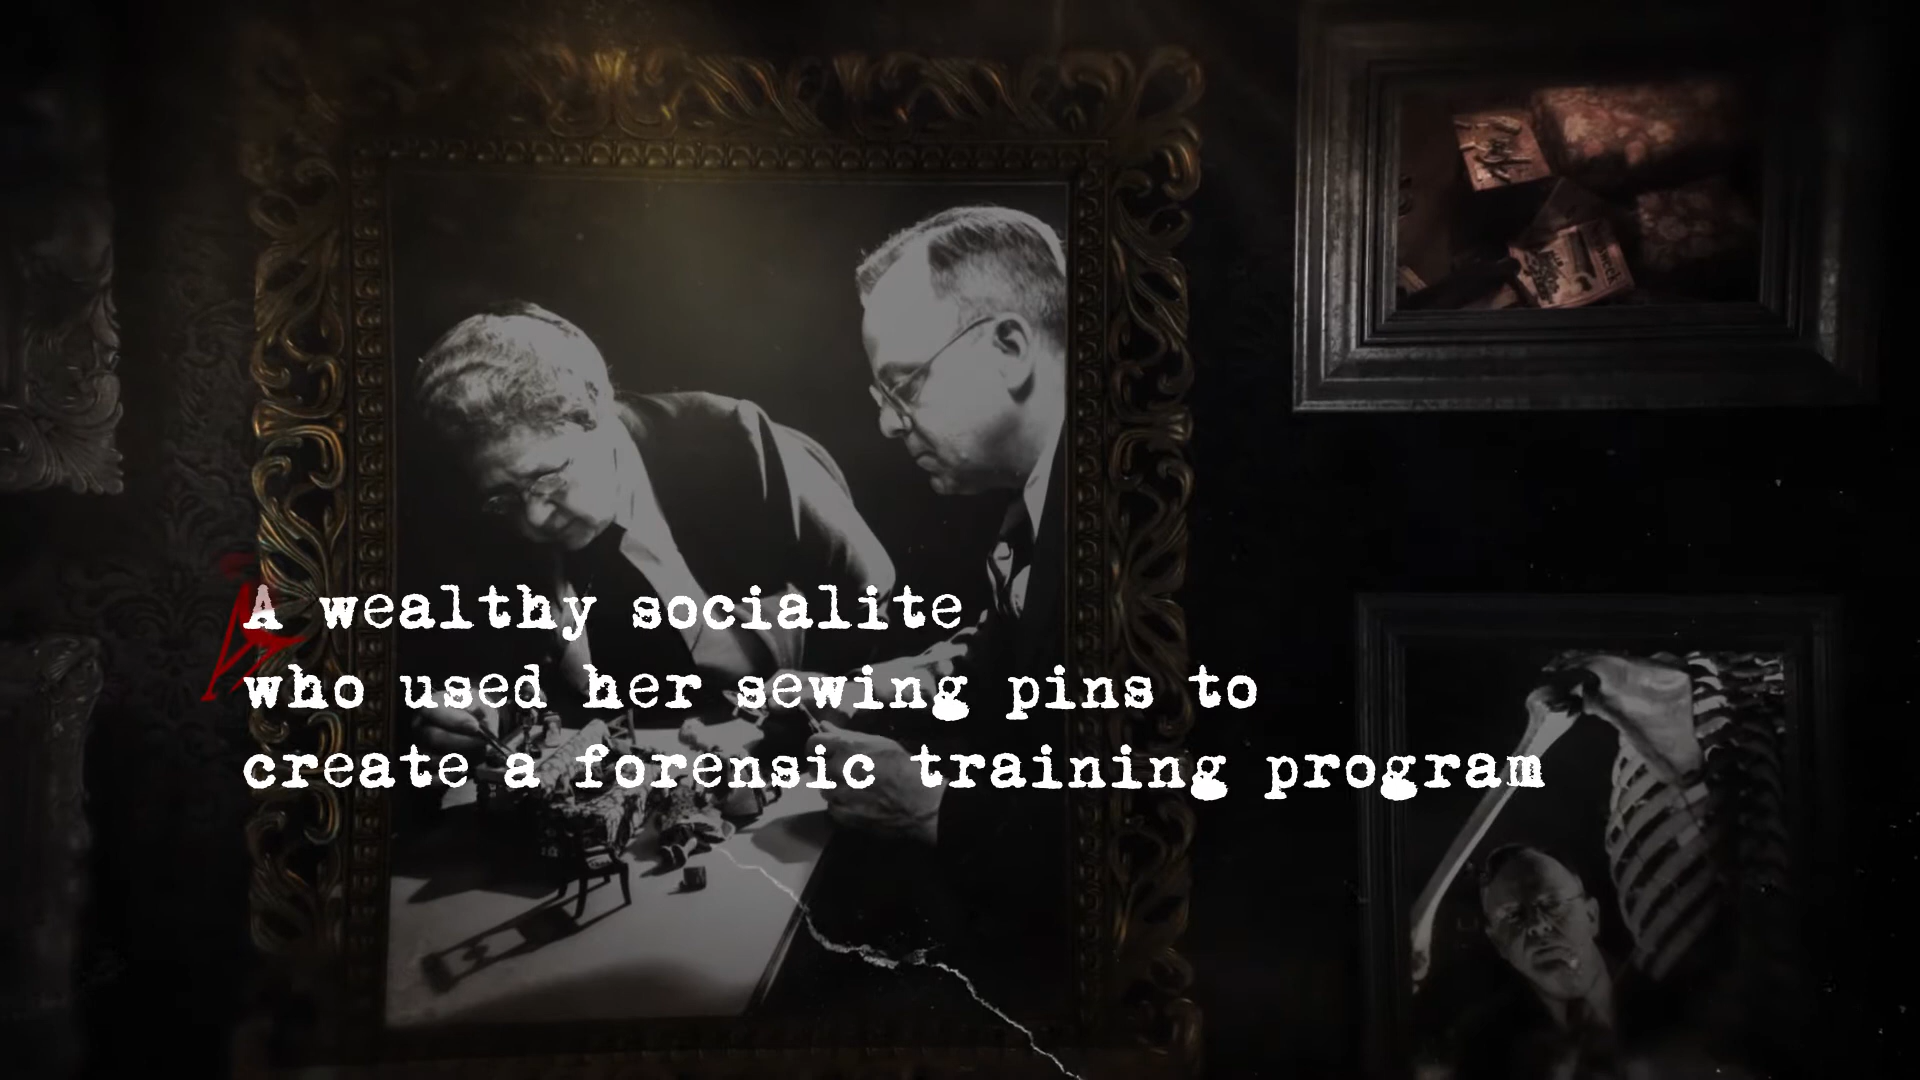 A wealthy socialite
who used her sewing pins to
create a forensic training program